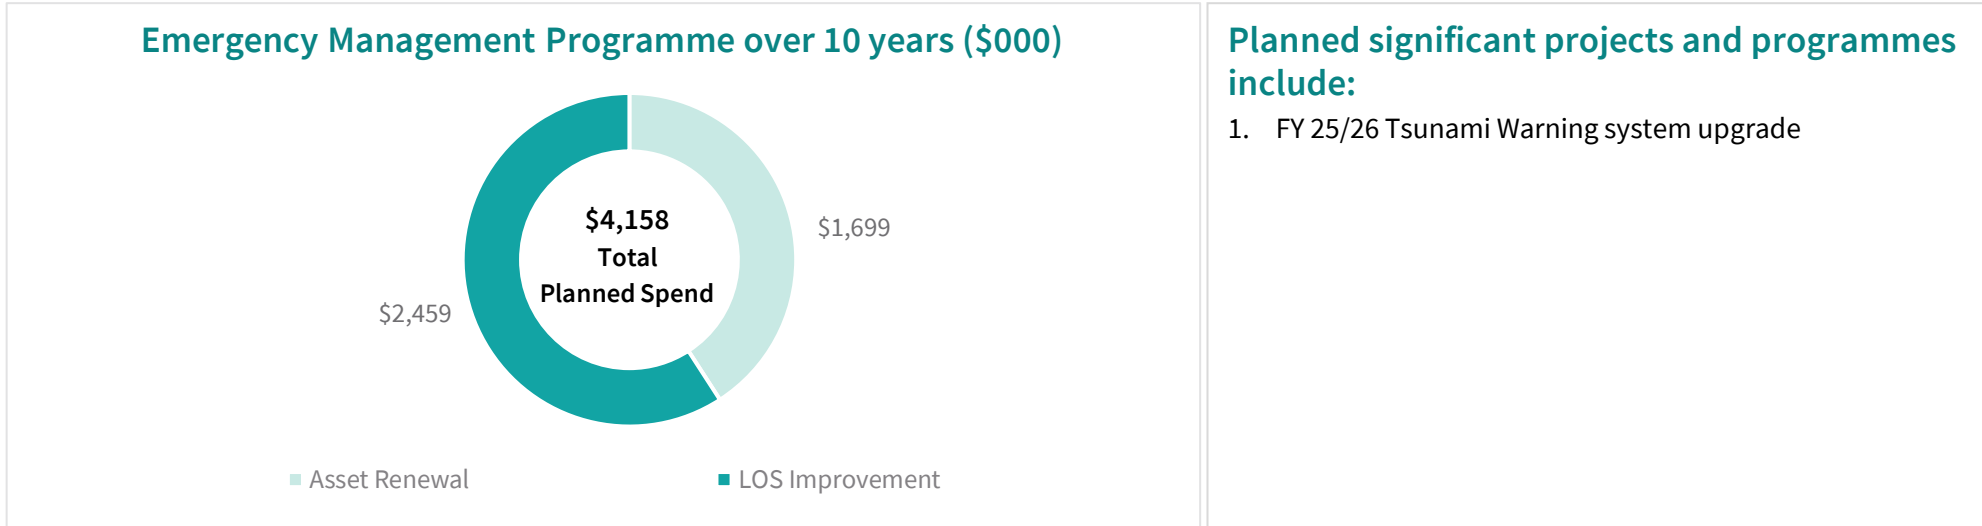 Emergency Management Programme over 10 years ($000)
$4,158
Total
Planned Spend
$1,699
$2,459
Asset Renewal
LOS Improvement
Planned significant projects and programmes
include:
1. FY 25/26 Tsunami Warning system upgrade